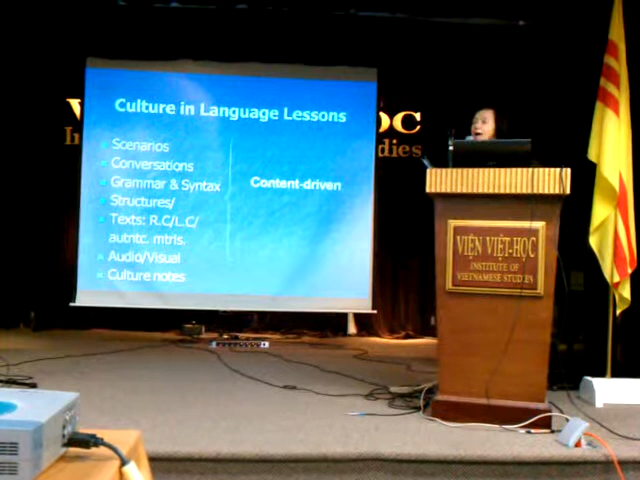 Culture in Language Lessons
Scenarios
Conversations
Grammar & Syntax
Structures/
Texts: R.C/L.C/
autntc. mtrls.
Audio/Visual
Culture notes
Content-driven
VIỆN VIỆT-HỌC
INSTITUTE OF
VIETNAMESE STUDIES